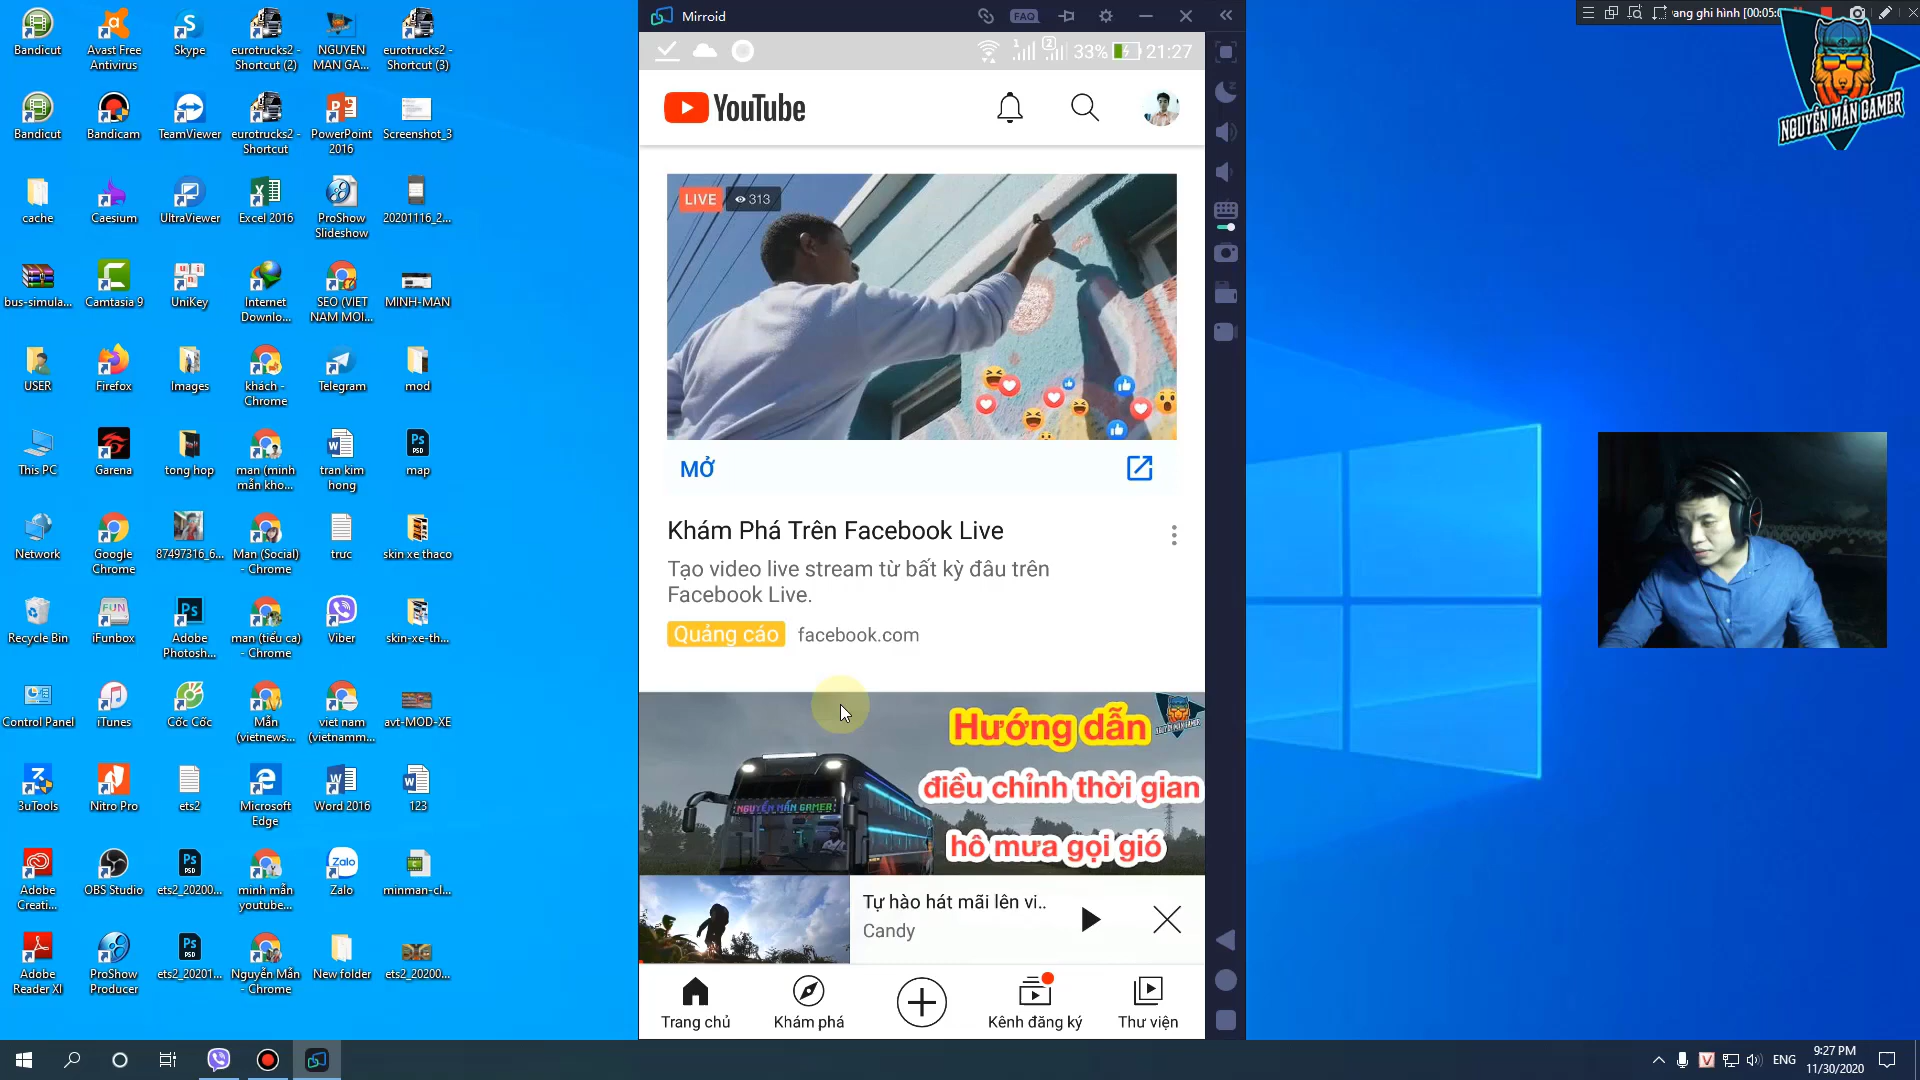 Bandicut
Avast Free
Antivirus
Skype
eurotrucks2 -
Shortcut (2)
NGUYEN
MAN GA...
eurotrucks2 -
Shortcut (3)
Bandicut
Bandicam
TeamViewer
eurotrucks2 -
Shortcut
PowerPoint
2016
Screenshot_3
cache
Caesium
UltraViewer
Excel 2016
ProShow
Slideshow
20201116_2...
bus-simula...
Camtasia 9
UniKey
Internet
Downlo...
SEO (VIET
NAM MOI...
MINH-MAN
USER
Firefox
Images
khách -
Chrome
Telegram
mod
This PC
Garena
tong hop
man (minh
mẫn kho...
tran kim
hong
map
Network
Google
Chrome
87497316_6...
Man (Social)
- Chrome
trưc
skin xe thaco
Recycle Bin
iFunbox
Adobe
Photosh...
man (tiểu ca)
- Chrome
Viber
skin-xe-th...
Control Panel
iTunes
Cốc Cốc
Mẫn
(vietnews...
viet nam
(vietnamm...
avt-MOD-XE
3uTools
Nitro Pro
ets2
Microsoft
Edge
Word 2016
123
Adobe
Creati...
OBS Studio
ets2_20200...
minh mẫn
youtube...
Zalo
minman-cl...
Adobe
Reader XI
ProShow
Producer
ets2_20201...
Nguyễn Mẫn
- Chrome
New folder
ets2_20200...
Mirroid
FAQ
33%
21:27
YouTube
LIVE
313
MỞ
Khám Phá Trên Facebook Live
Tạo video live stream từ bất kỳ đâu trên
Facebook Live.
Quảng cáo facebook.com
Hướng dẫn
điều chỉnh thời gian
hô mưa gọi gió
NGUYỄN MẪN GAMER
Tự hào hát mãi lên vi..
Candy
Trang chủ
Khám phá
Kênh đăng ký
Thư viện
ang ghi hình [00:05:0
NGUYỄN MẪN GAMER
ENG
9:27 PM
11/30/2020